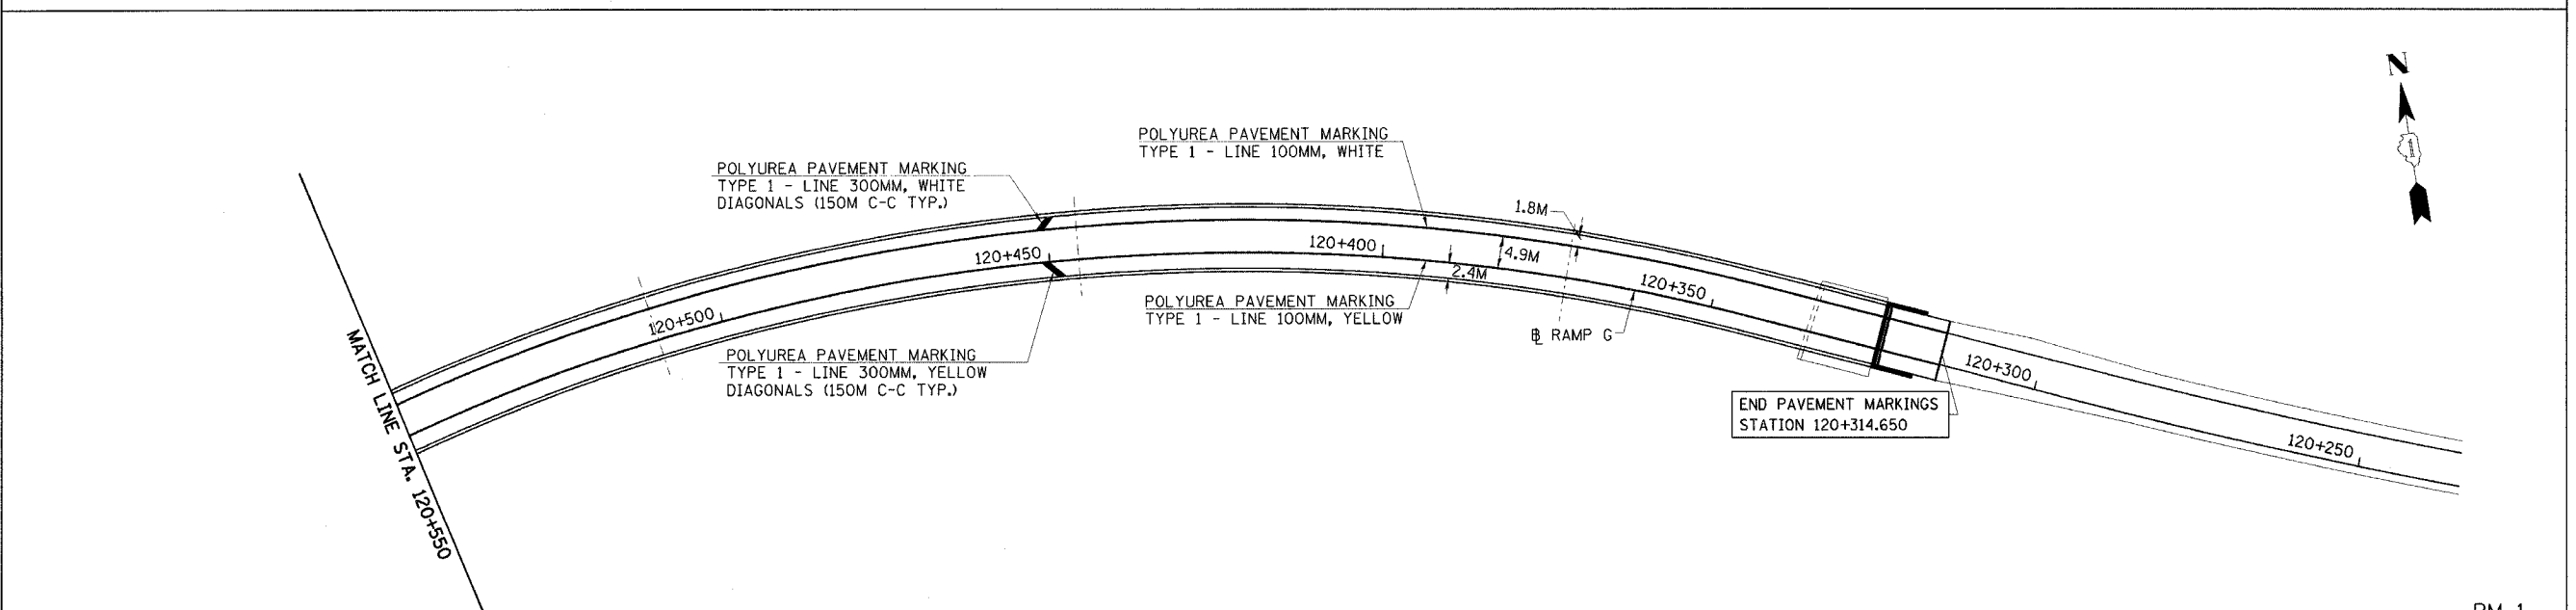 N
1
POLYUREA PAVEMENT MARKING
TYPE 1 - LINE 100MM, WHITE
POLYUREA PAVEMENT MARKING
TYPE 1 - LINE 300MM, WHITE
DIAGONALS (150M C-C TYP.)
1.8M
120+450
120+400
4.9M
2.4M
120+350
POLYUREA PAVEMENT MARKING
TYPE 1 - LINE 100MM, YELLOW
120+500
RAMP G
POLYUREA PAVEMENT MARKING
TYPE 1 - LINE 300MM, YELLOW
DIAGONALS (150M C-C TYP.)
120+300
END PAVEMENT MARKINGS
STATION 120+314.650
120+250
MATCH LINE STA. 120+550